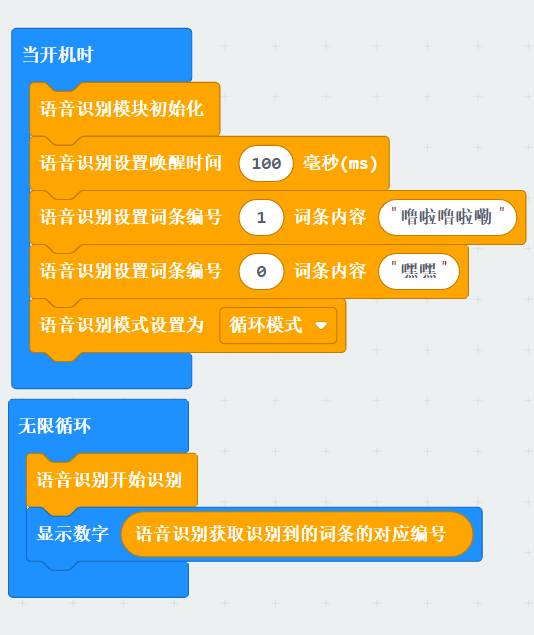 当开机时
语音识别模块初始化
语音识别设置唤醒时间 100 毫秒(ms)
语音识别设置词条编号 1 词条内容 "噜啦噜啦嘞"
语音识别设置词条编号 0 词条内容 "嘿嘿"
语音识别模式设置为 循环模式
无限循环
语音识别开始识别
显示数字 语音识别获取识别到的词条的对应编号